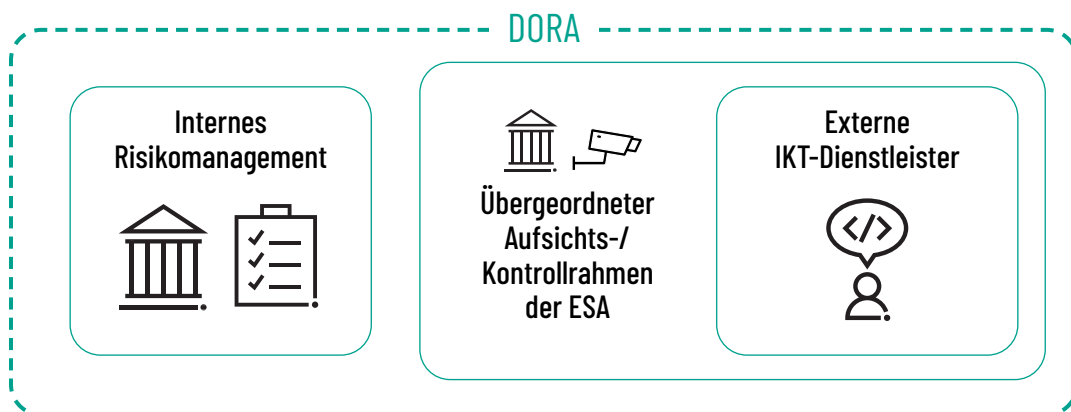 DORA
Internes
Risikomanagement
Übergeordneter
Aufsichts-/
Kontrollrahmen
der ESA
Externe
IKT-Dienstleister
</>